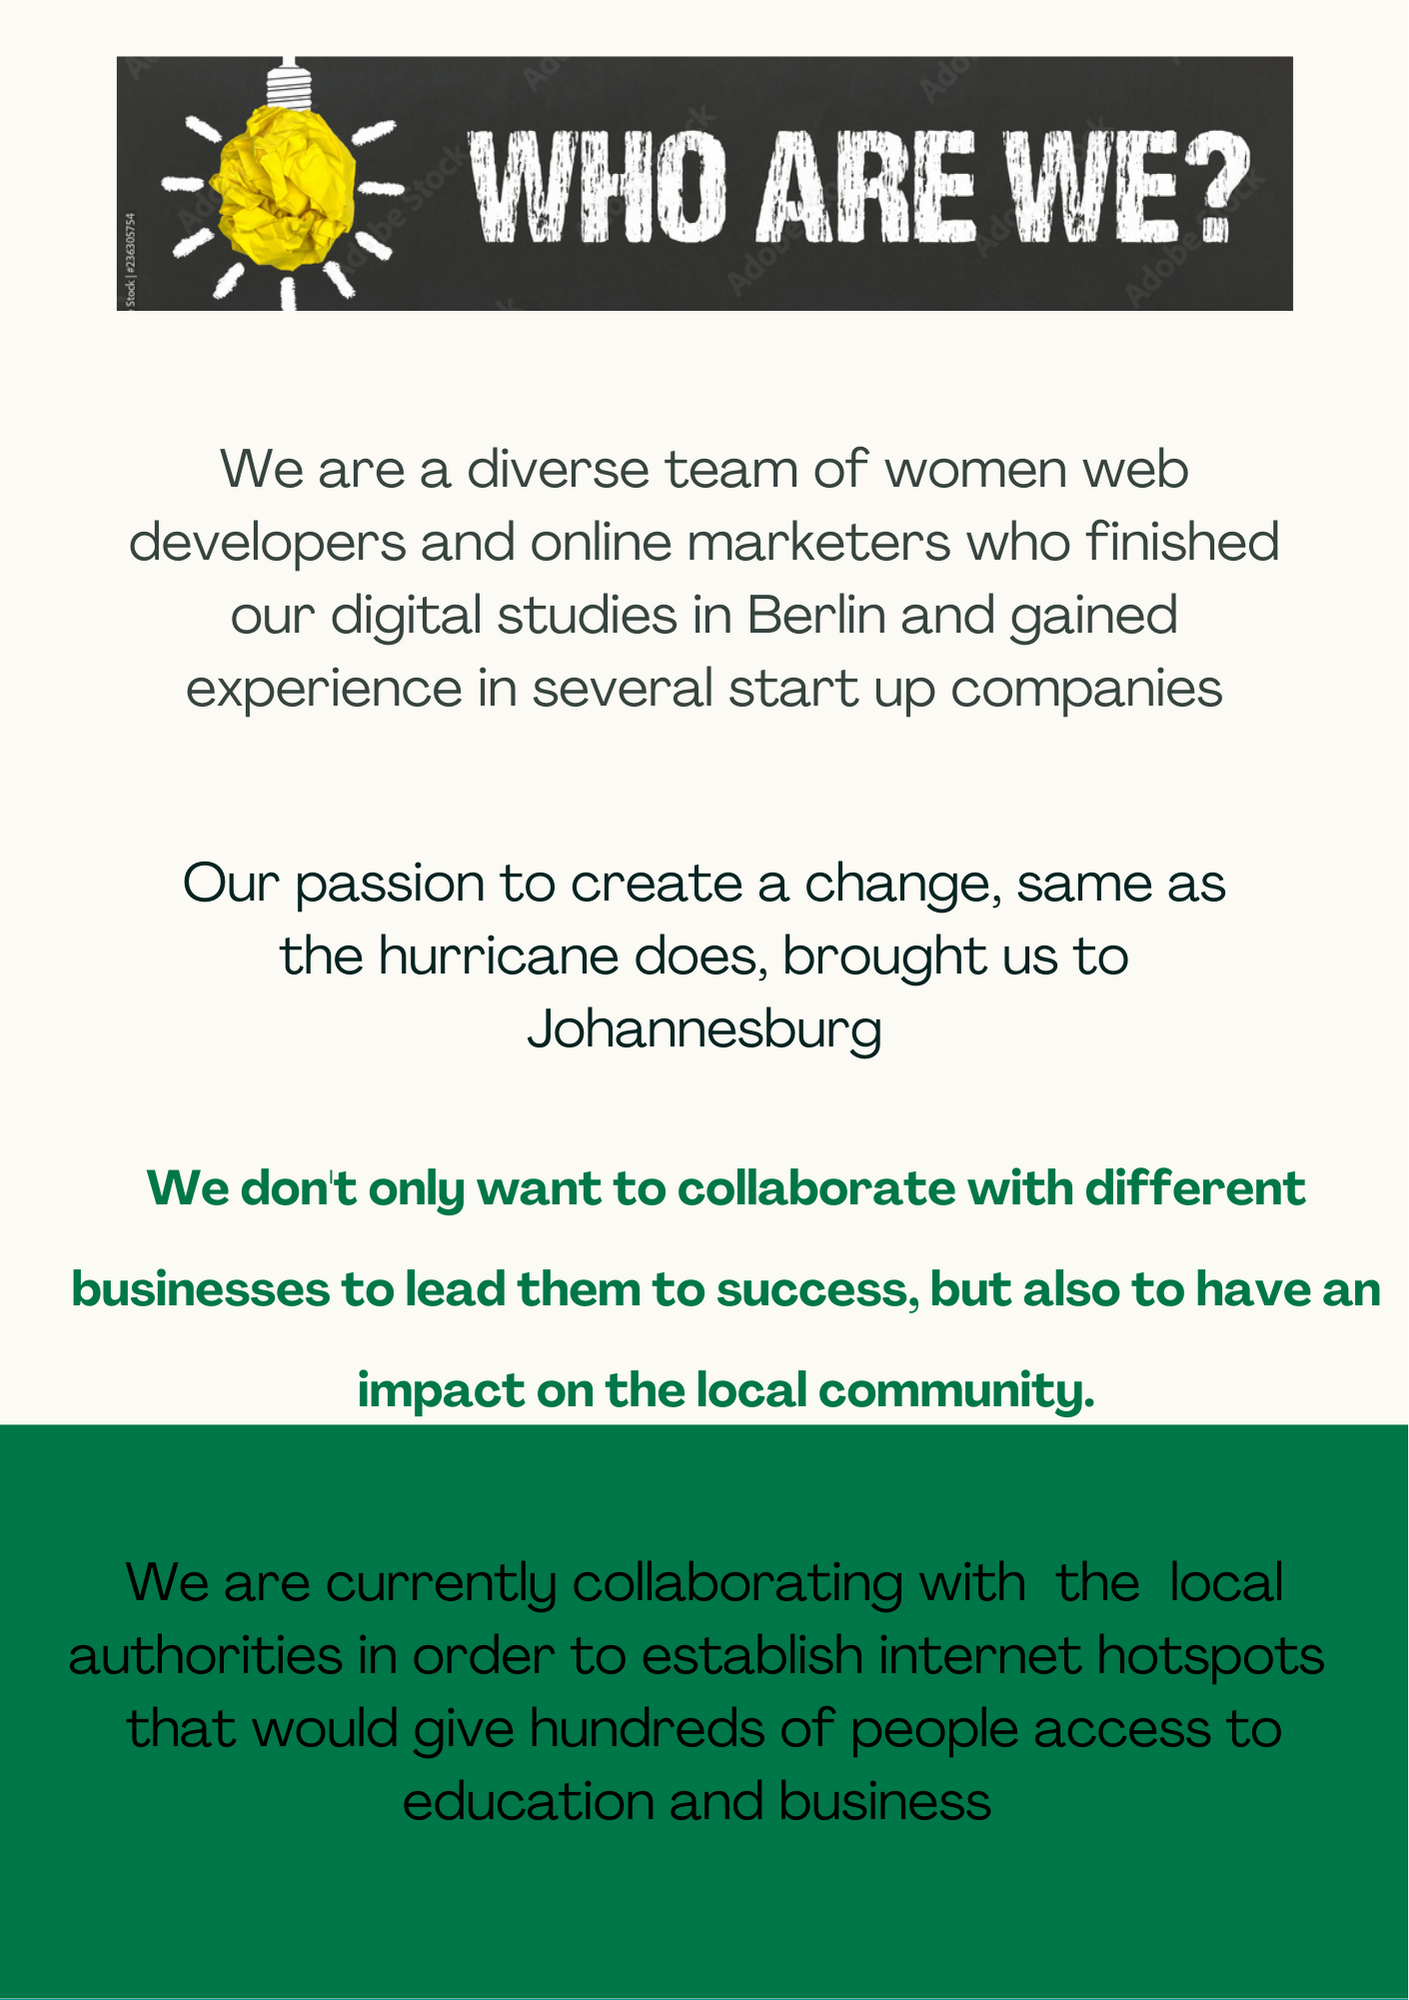 WHO ARE WE?
Stock | #236305754
We are a diverse team of women web
developers and online marketers who finished
our digital studies in Berlin and gained
experience in several start up companies
Our passion to create a change, same as
the hurricane does, brought us to
Johannesburg
We don't only want to collaborate with different
businesses to lead them to success, but also to have an
impact on the local community.
We are currently collaborating with  the  local
authorities in order to establish internet hotspots
that would give hundreds of people access to
education and business